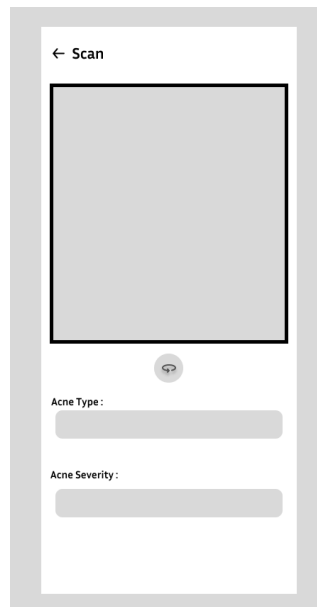 ← Scan
Acne Type :
Acne Severity :